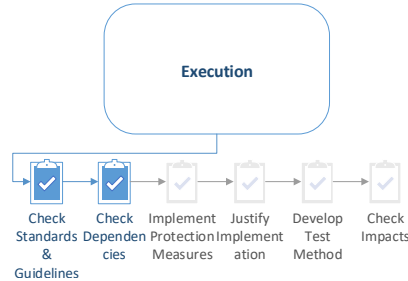 Execution
Check
Standards
&
Guidelines
Check
Dependen
cies
Implement
Protection
Measures
Justify
Implement
ation
Develop
Test
Method
Check
Impacts